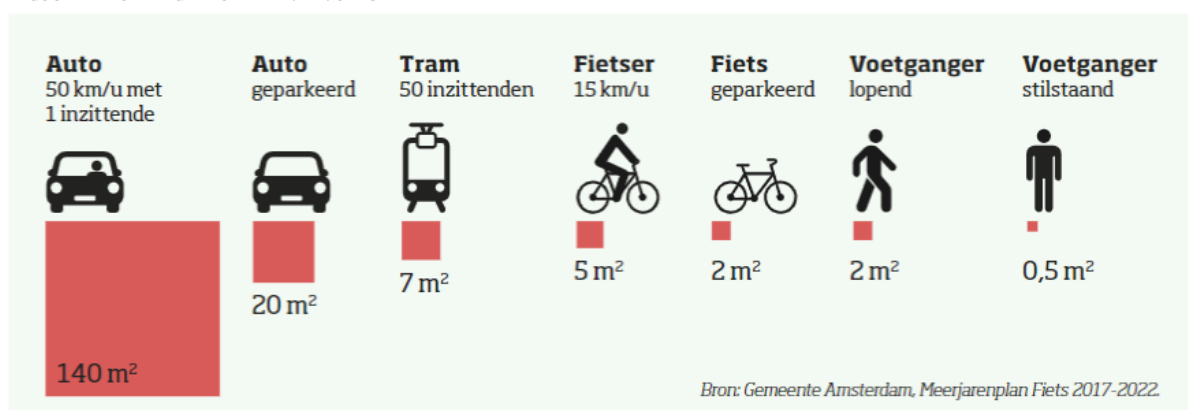 Auto
50 km/u met
1 inzittende
140 m²
Auto
geparkeerd
20 m²
Tram
50 inzittenden
7 m²
Fietser
15 km/u
5 m²
Fiets
geparkeerd
2 m²
Voetganger
lopend
2 m²
Voetganger
stilstaand
0,5 m²
Bron: Gemeente Amsterdam, Meerjarenplan Fiets 2017-2022.